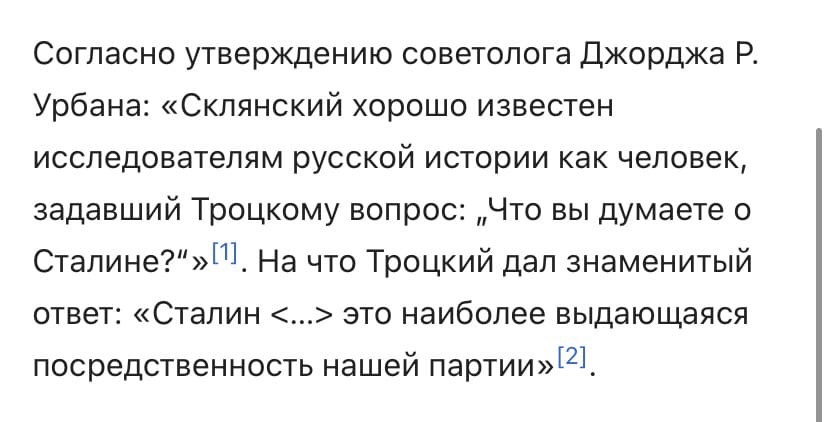 Согласно утверждению советолога Джорджа Р.
Урбана: «Склянский хорошо известен
исследователям русской истории как человек,
задавший Троцкому вопрос: „Что вы думаете о
Сталине?“»[1]. На что Троцкий дал знаменитый
ответ: «Сталин <...> это наиболее выдающаяся
посредственность нашей партии»[2].